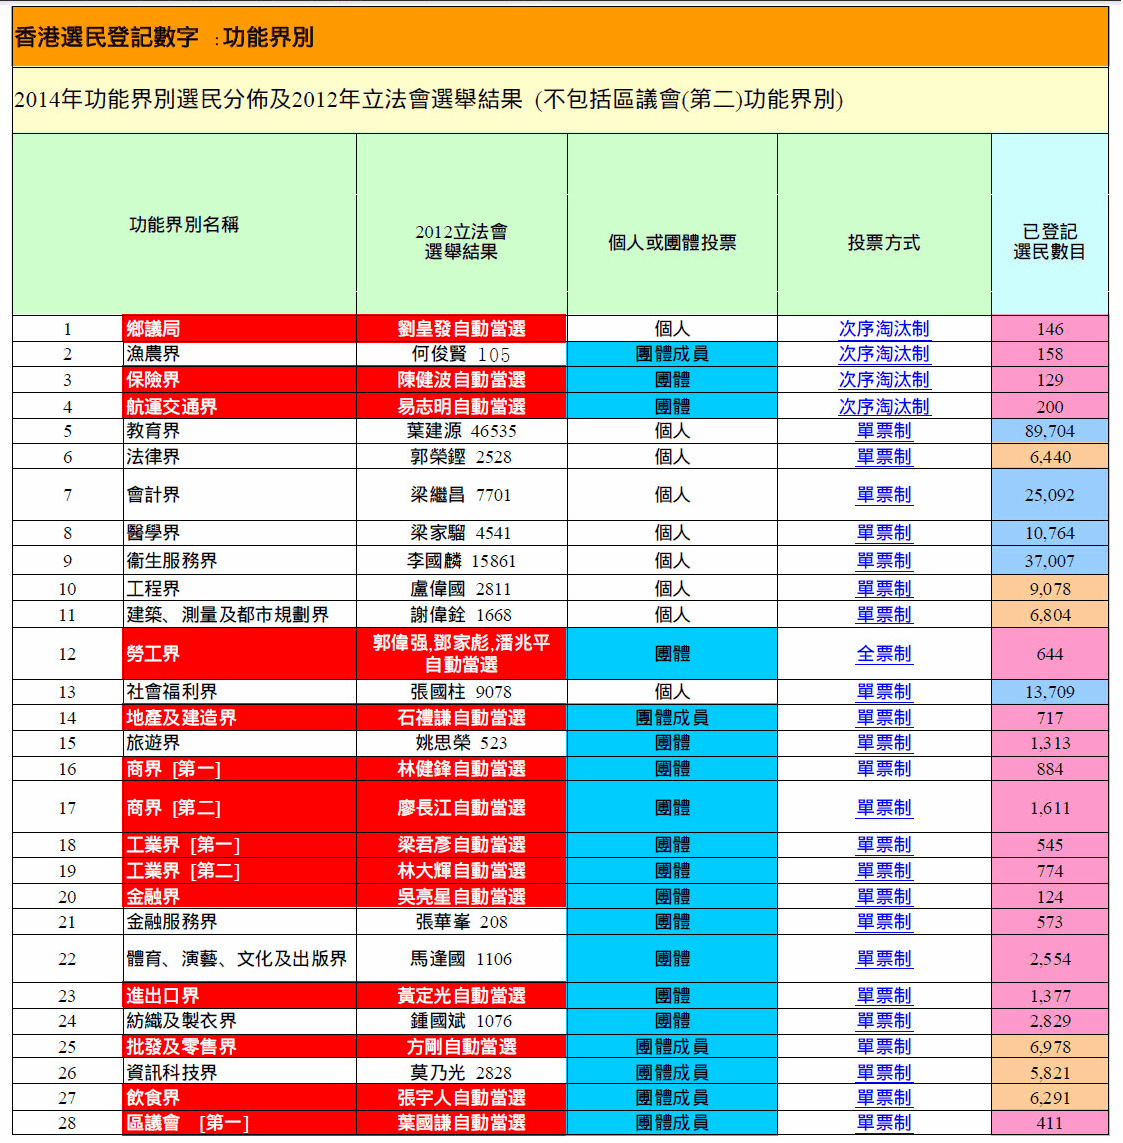 香港選民登記數字 :功能界別
2014年功能界別選民分佈及2012年立法會選舉結果 (不包括區議會(第二)功能界別)
功能界別名稱 2012立法會 選舉結果 個人或團體投票 投票方式 已登記 選民數目
1 鄉議局 劉皇發自動當選 個人 次序淘汰制 146
2 漁農界 何俊賢 105 團體成員 次序淘汰制 158
3 保險界 陳健波自動當選 團體 次序淘汰制 129
4 航運交通界 易志明自動當選 團體 次序淘汰制 200
5 教育界 葉建源 46535 個人 單票制 89,704
6 法律界 郭榮鏗 2528 個人 單票制 6,440
7 會計界 梁繼昌 7701 個人 單票制 25,092
8 醫學界 梁家騮 4541 個人 單票制 10,764
9 衞生服務界 李國麟 15861 個人 單票制 37,007
10 工程界 盧偉國 2811 個人 單票制 9,078
11 建築、測量及都市規劃界 謝偉銓 1668 個人 單票制 6,804
12 勞工界 郭偉强,鄧家彪,潘兆平 自動當選 團體 全票制 644
13 社會福利界 張國柱 9078 個人 單票制 13,709
14 地產及建造界 石禮謙自動當選 團體成員 單票制 717
15 旅遊界 姚思榮 523 團體 單票制 1,313
16 商界 [第一] 林健鋒自動當選 團體 單票制 884
17 商界 [第二] 廖長江自動當選 團體 單票制 1,611
18 工業界 [第一] 梁君彥自動當選 團體 單票制 545
19 工業界 [第二] 林大輝自動當選 團體 單票制 774
20 金融界 吳亮星自動當選 團體 單票制 124
21 金融服務界 張華峯 208 團體 單票制 573
22 體育、演藝、文化及出版界 馬逢國 1106 團體 單票制 2,554
23 進出口界 黃定光自動當選 團體 單票制 1,377
24 紡織及製衣界 鍾國斌 1076 團體 單票制 2,829
25 批發及零售界 方剛自動當選 團體成員 單票制 6,978
26 資訊科技界 莫乃光 2828 團體成員 單票制 5,821
27 飲食界 張宇人自動當選 團體成員 單票制 6,291
28 區議會 [第一] 葉國謙自動當選 團體成員 單票制 411